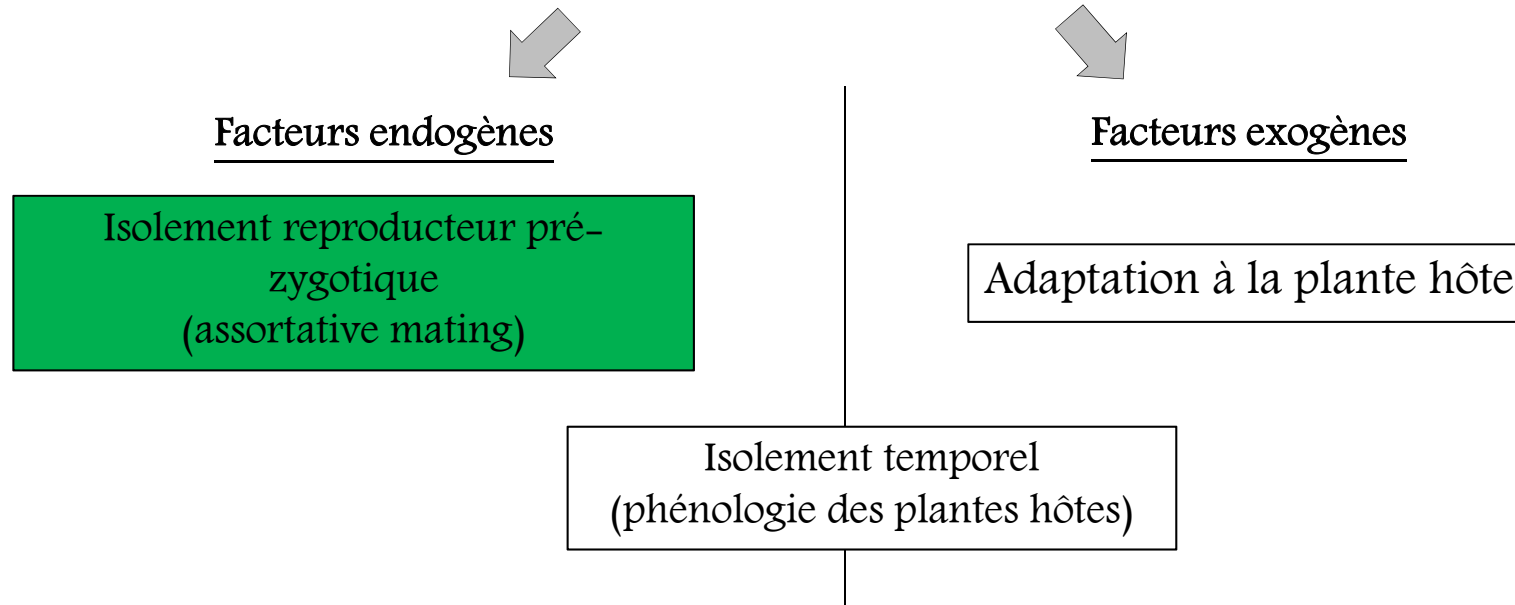 Facteurs endogènes
Facteurs exogènes
Isolement reproducteur pré-
zygotique
(assortative mating)
Adaptation à la plante hôte
Isolement temporel
(phénologie des plantes hôtes)